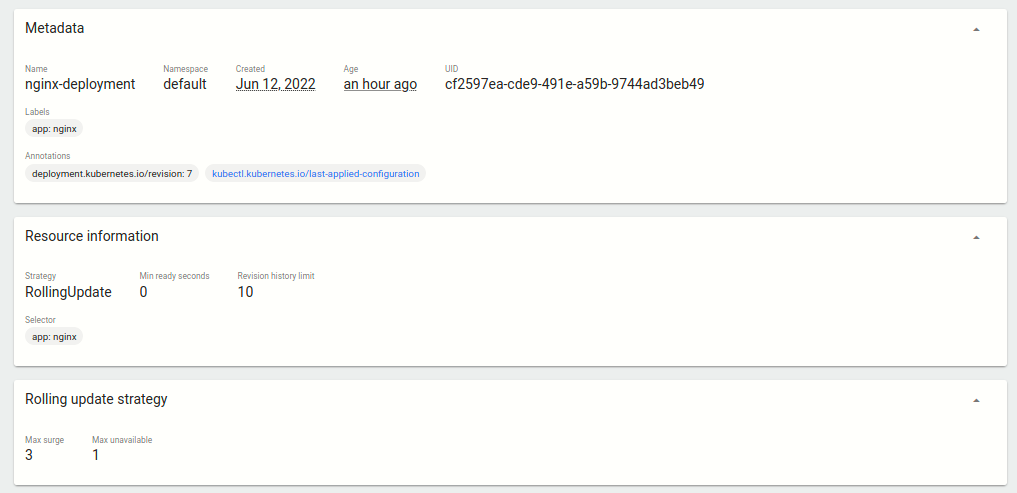 Metadata
Name Namespace Created Age UID
nginx-deployment default Jun 12, 2022 an hour ago cf2597ea-cde9-491e-a59b-9744ad3beb49
Labels
app: nginx
Annotations
deployment.kubernetes.io/revision: 7 kubectl.kubernetes.io/last-applied-configuration
Resource information
Strategy Min ready seconds Revision history limit
RollingUpdate 0 10
Selector
app: nginx
Rolling update strategy
Max surge Max unavailable
3 1